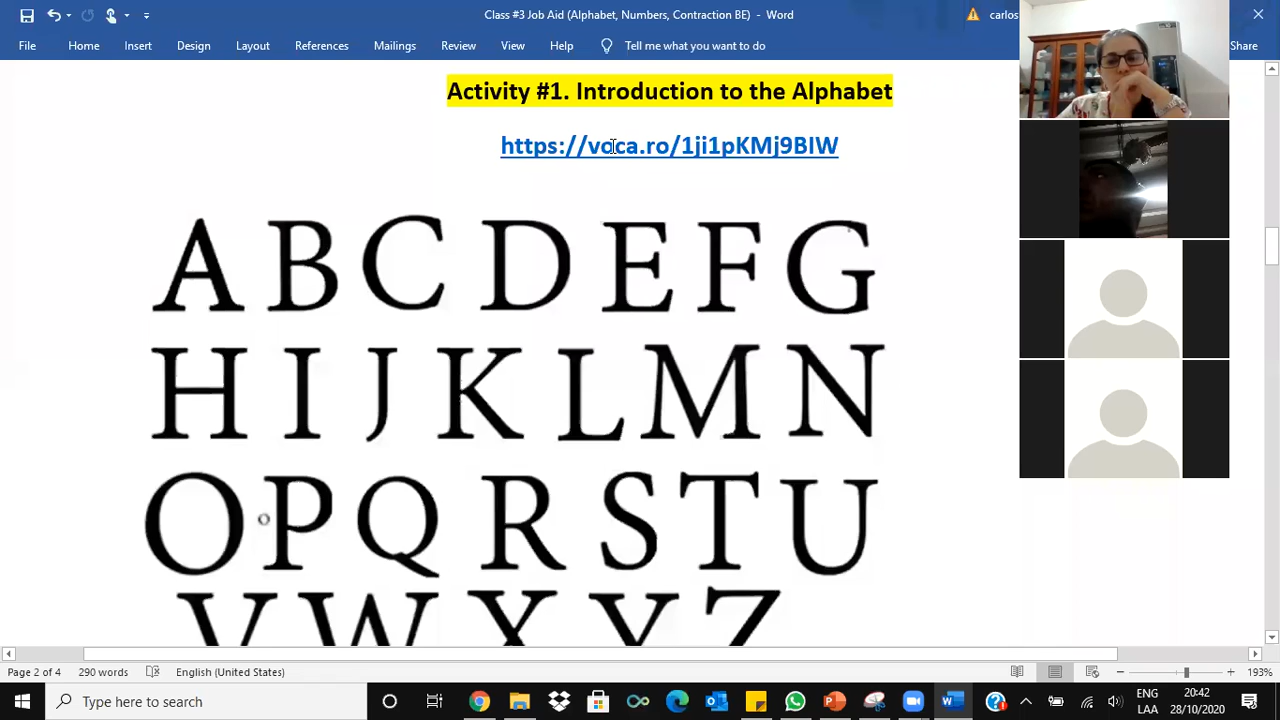 Class #3 Job Aid (Alphabet, Numbers, Contraction BE) - Word
carlos
File Home Insert Design Layout References Mailings Review View Help Tell me what you want to do Share
Activity #1. Introduction to the Alphabet
https://voca.ro/1ji1pKMj9BIW
A B C D E F G
H I J K L M N
O P Q R S T U
V W X Y Z
Page 2 of 4 290 words English (United States) 193%
Type here to search
ENG
LAA
20:42
28/10/2020